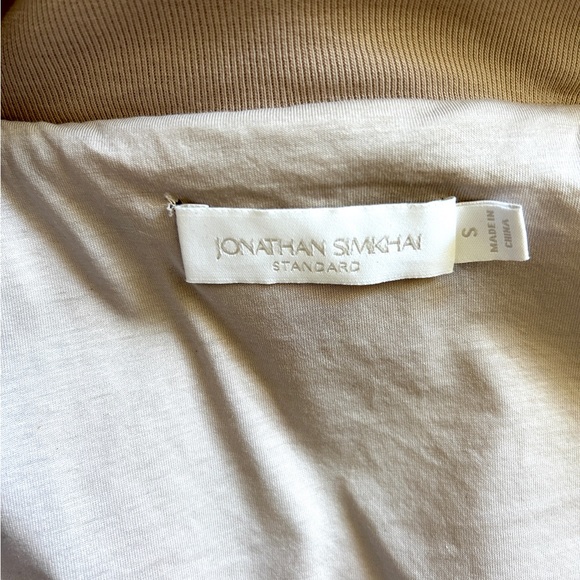 JONATHAN SIMKHAI
STANDARD
S
MADE IN
CHINA